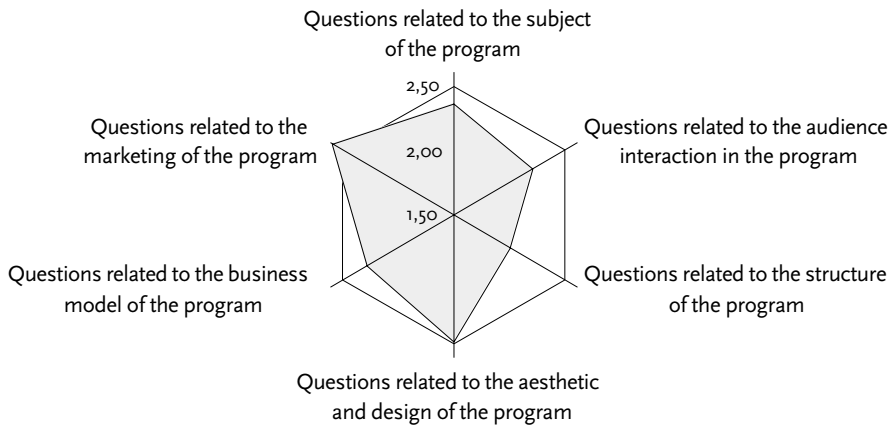 Questions related to the subject
of the program
2,50
Questions related to the
marketing of the program
Questions related to the audience
interaction in the program
2,00
1,50
Questions related to the business
model of the program
Questions related to the structure
of the program
Questions related to the aesthetic
and design of the program